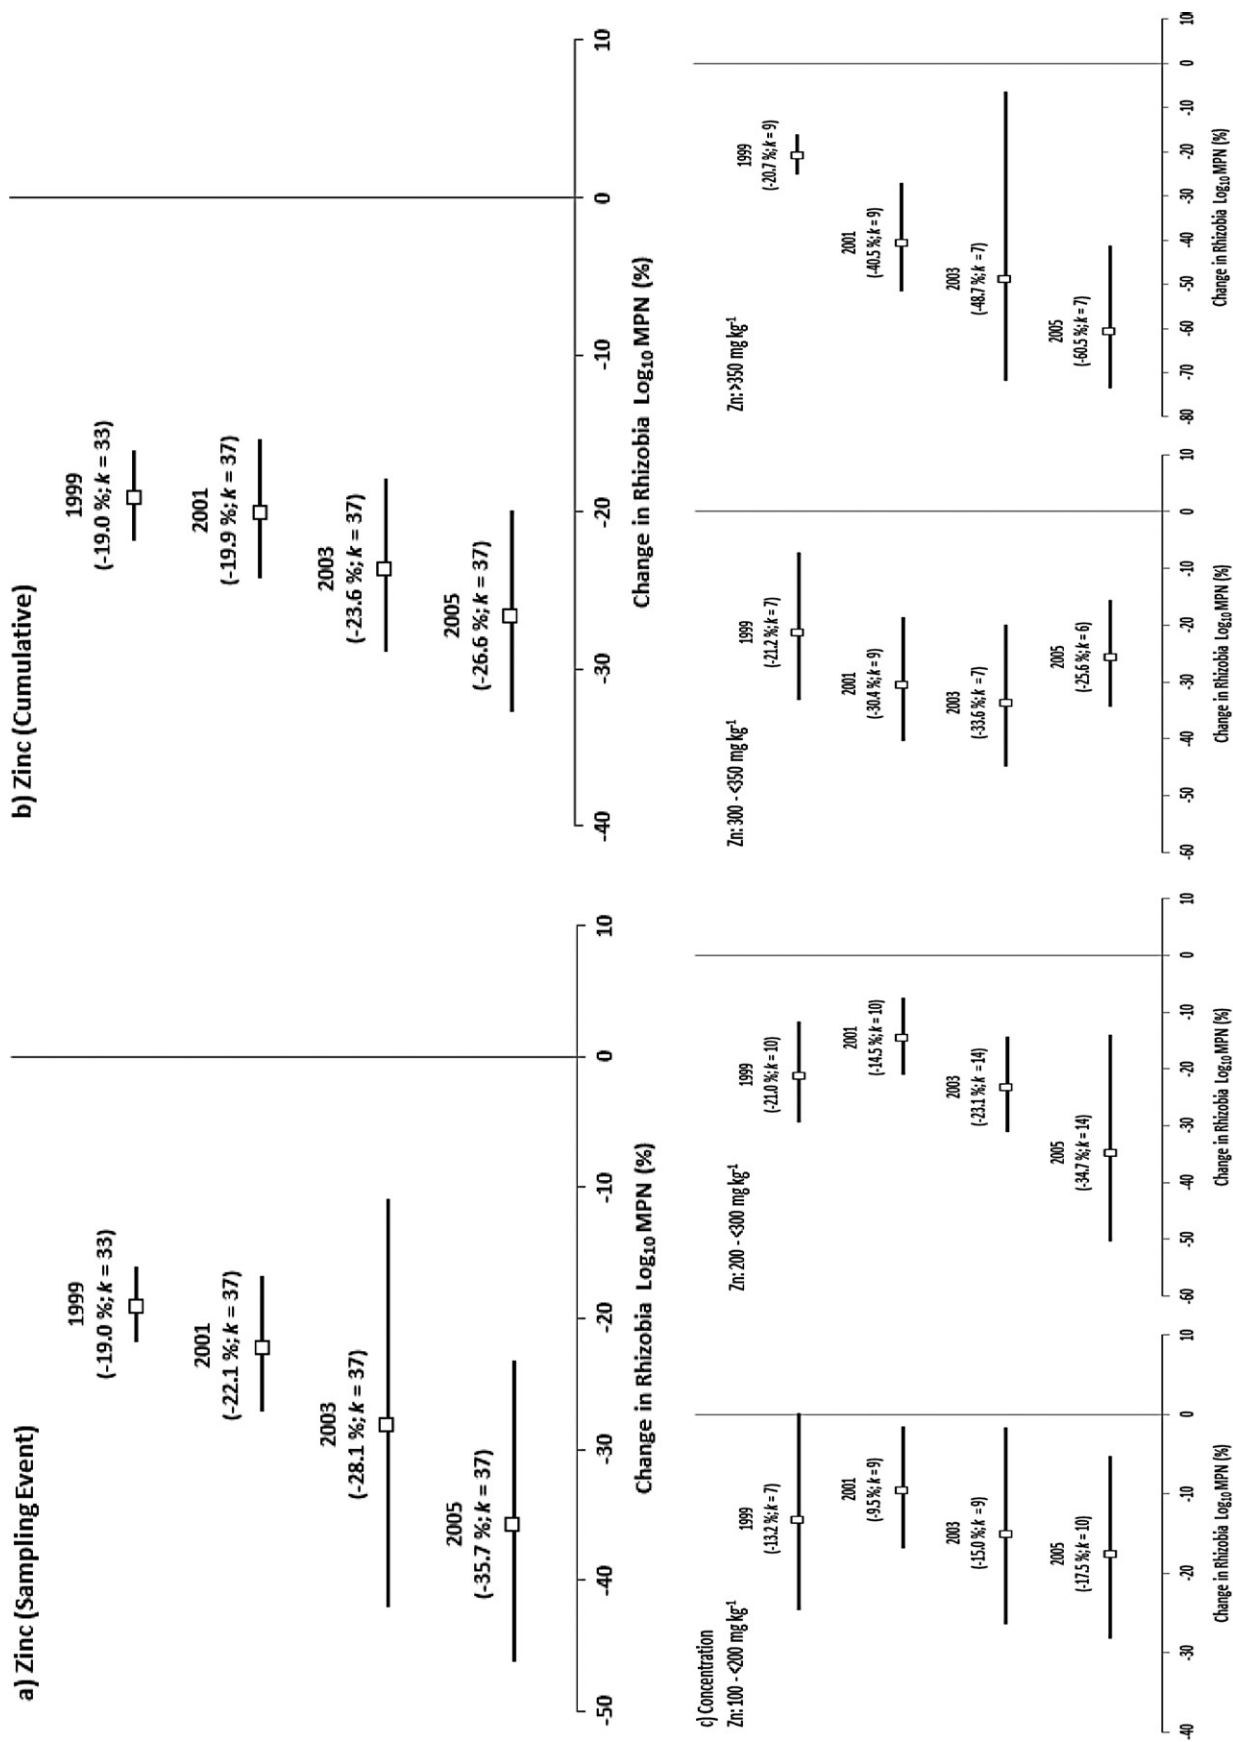 a) Zinc (Sampling Event)
1999
(-19.0 %; k = 33)
2001
(-22.1 %; k = 37)
2003
(-28.1 %; k = 37)
2005
(-35.7 %; k = 37)
-50 -40 -30 -20 -10 0 10
Change in Rhizobia Log10 MPN (%)
b) Zinc (Cumulative)
1999
(-19.0 %; k = 33)
2001
(-19.9 %; k = 37)
2003
(-23.6 %; k = 37)
2005
(-26.6 %; k = 37)
-40 -30 -20 -10 0 10
Change in Rhizobia Log10 MPN (%)
c) Concentration
Zn: 100 - <200 mg kg-1
1999
(-13.2 %; k = 7)
2001
(-9.5 %; k = 9)
2003
(-15.0 %; k = 9)
2005
(-17.5 %; k = 10)
-40 -30 -20 -10 0 10
Change in Rhizobia Log10 MPN (%)
Zn: 200 - <300 mg kg-1
1999
(-21.0 %; k = 10)
2001
(-14.5 %; k = 10)
2003
(-23.1 %; k = 14)
2005
(-34.7 %; k = 14)
-60 -50 -40 -30 -20 -10 0 10
Change in Rhizobia Log10 MPN (%)
Zn: 300 - <350 mg kg-1
1999
(-21.2 %; k = 7)
2001
(-30.4 %; k = 9)
2003
(-33.6 %; k = 7)
2005
(-25.6 %; k = 6)
-60 -50 -40 -30 -20 -10 0 10
Change in Rhizobia Log10 MPN (%)
Zn: >350 mg kg-1
1999
(-20.7 %; k = 9)
2001
(-40.5 %; k = 9)
2003
(-48.7 %; k = 7)
2005
(-60.5 %; k = 7)
-80 -70 -60 -50 -40 -30 -20 -10 0 10
Change in Rhizobia Log10 MPN (%)